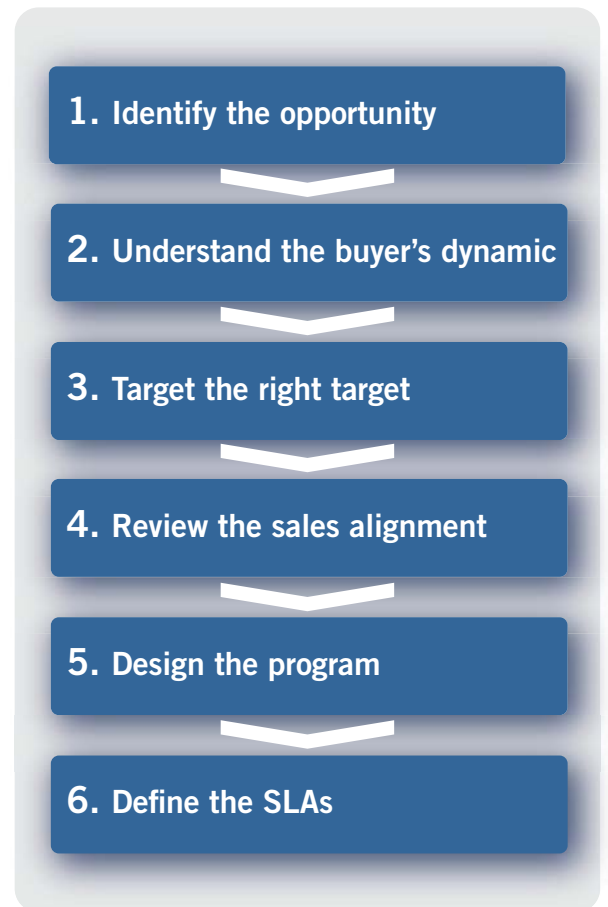 1. Identify the opportunity
2. Understand the buyer’s dynamic
3. Target the right target
4. Review the sales alignment
5. Design the program
6. Define the SLAs